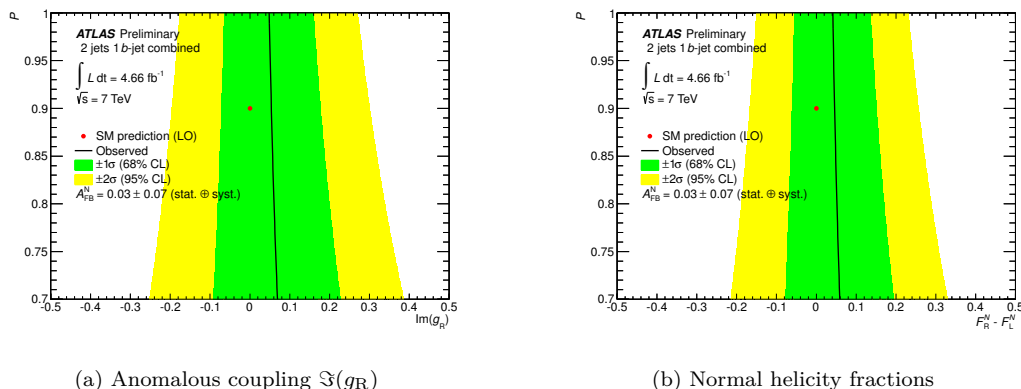 P
1
0.95
0.9
0.85
0.8
0.75
0.7
ATLAS Preliminary
2 jets 1 b-jet combined
∫ L dt = 4.66 fb⁻¹
√s = 7 TeV
SM prediction (LO)
Observed
±1σ (68% CL)
±2σ (95% CL)
A^N_FB = 0.03 ± 0.07 (stat. ⊕ syst.)
-0.5 -0.4 -0.3 -0.2 -0.1 0 0.1 0.2 0.3 0.4 0.5
Im(g_R)
(a) Anomalous coupling ℑ(g_R)
P
1
0.95
0.9
0.85
0.8
0.75
0.7
ATLAS Preliminary
2 jets 1 b-jet combined
∫ L dt = 4.66 fb⁻¹
√s = 7 TeV
SM prediction (LO)
Observed
±1σ (68% CL)
±2σ (95% CL)
A^N_FB = 0.03 ± 0.07 (stat. ⊕ syst.)
-0.5 -0.4 -0.3 -0.2 -0.1 0 0.1 0.2 0.3 0.4 0.5
F^N_R - F^N_L
(b) Normal helicity fractions